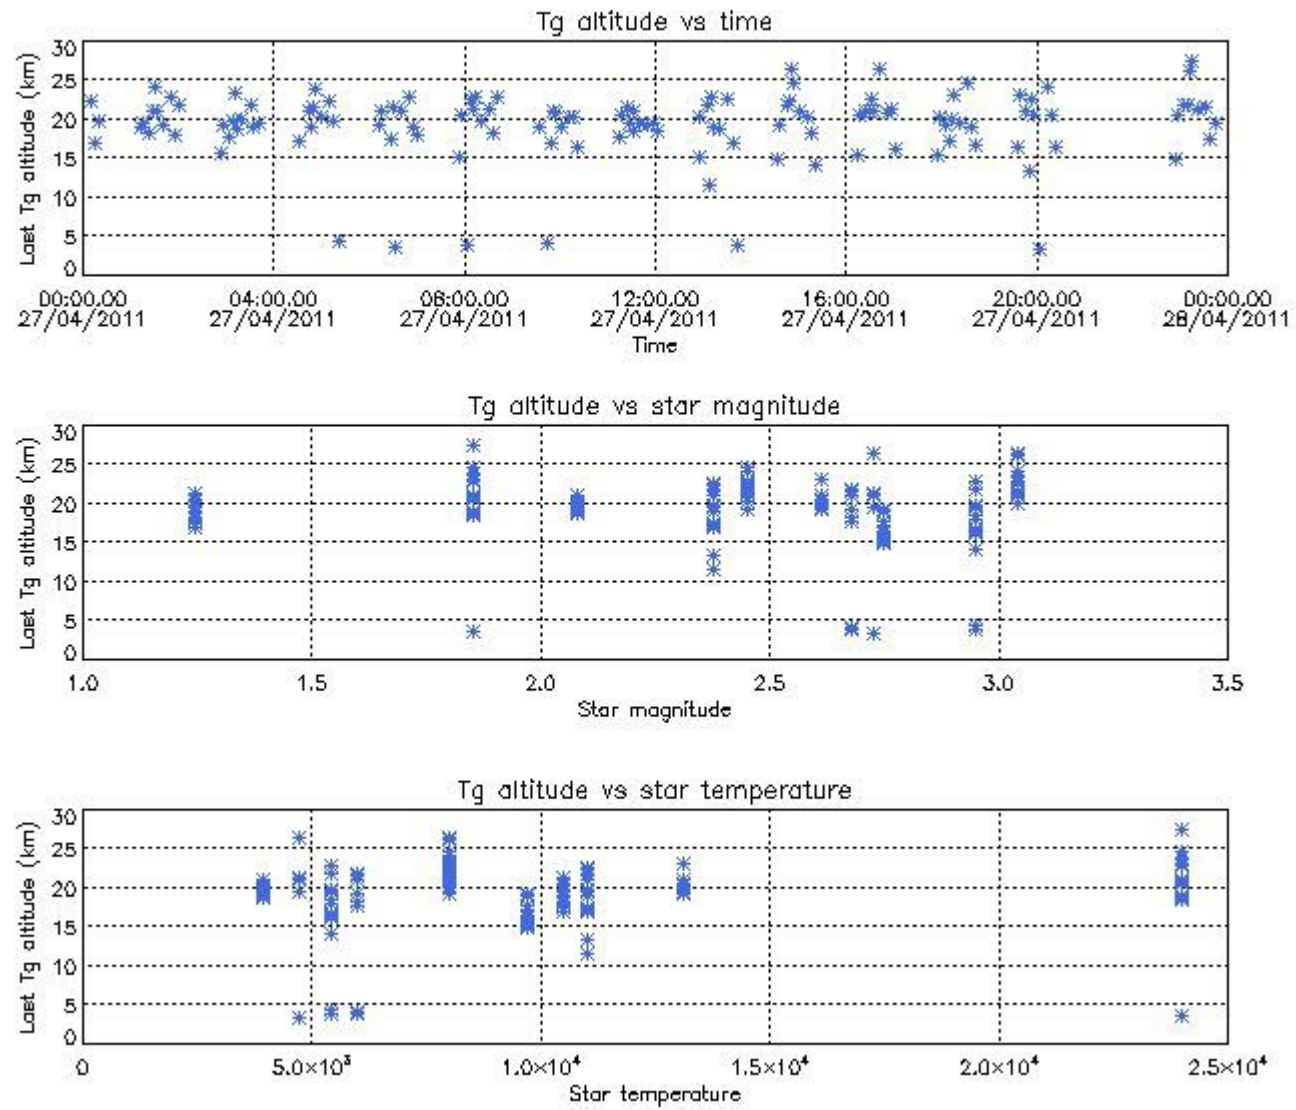 Tg altitude vs time
Last Tg altitude (km)
30
25
20
15
10
5
0
00:00.00 04:00.00 08:00.00 12:00.00 16:00.00 20:00.00 00:00.00
27/04/2011 27/04/2011 27/04/2011 27/04/2011 27/04/2011 27/04/2011 28/04/2011
Time
Tg altitude vs star magnitude
Last Tg altitude (km)
30
25
20
15
10
5
0
1.0 1.5 2.0 2.5 3.0 3.5
Star magnitude
Tg altitude vs star temperature
Last Tg altitude (km)
30
25
20
15
10
5
0
0 5.0×10³ 1.0×10⁴ 1.5×10⁴ 2.0×10⁴ 2.5×10⁴
Star temperature